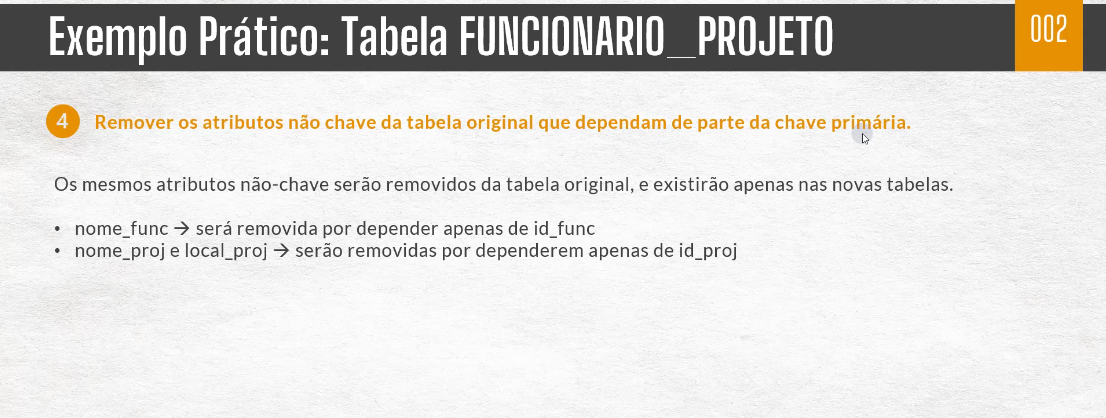 Exemplo Prático: Tabela FUNCIONARIO_PROJETO
002
4 Remover os atributos não chave da tabela original que dependam de parte da chave primária.
Os mesmos atributos não-chave serão removidos da tabela original, e existirão apenas nas novas tabelas.
• nome_func → será removida por depender apenas de id_func
• nome_proj e local_proj → serão removidas por dependerem apenas de id_proj